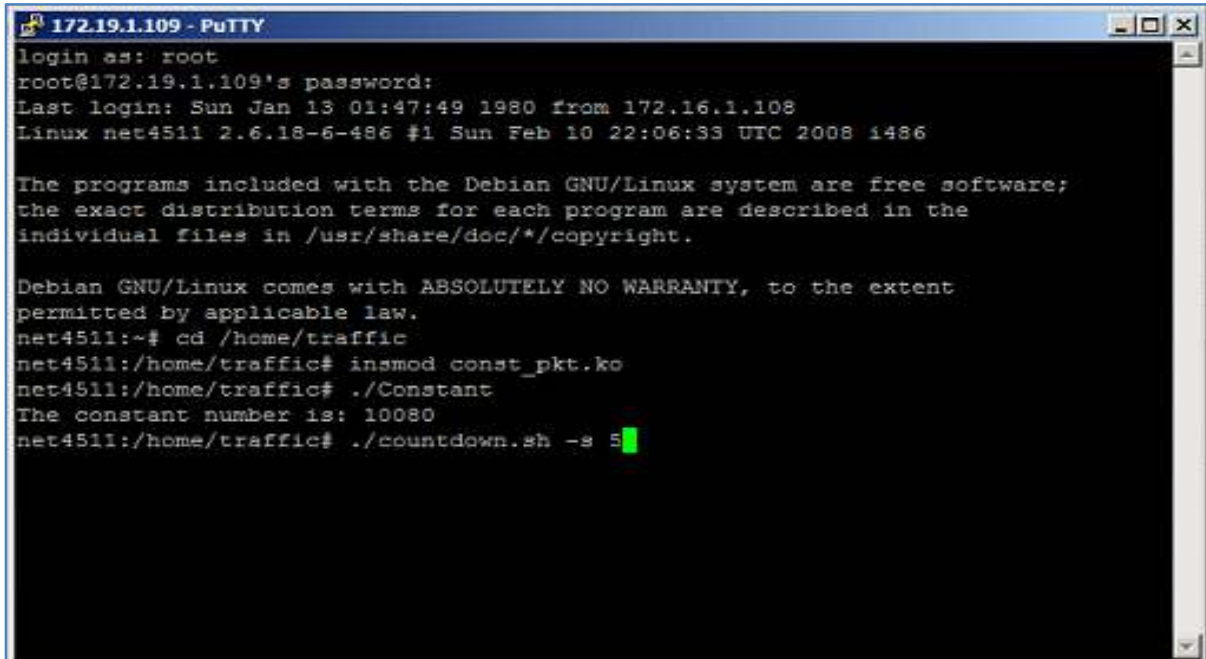 172.19.1.109 - PuTTY
login as: root
root@172.19.1.109's password:
Last login: Sun Jan 13 01:47:49 1980 from 172.16.1.108
Linux net4511 2.6.18-6-486 #1 Sun Feb 10 22:06:33 UTC 2008 i486
The programs included with the Debian GNU/Linux system are free software;
the exact distribution terms for each program are described in the
individual files in /usr/share/doc/*/copyright.
Debian GNU/Linux comes with ABSOLUTELY NO WARRANTY, to the extent
permitted by applicable law.
net4511:~# cd /home/traffic
net4511:/home/traffic# insmod const_pkt.ko
net4511:/home/traffic# ./Constant
The constant number is: 10080
net4511:/home/traffic# ./countdown.sh -s 5